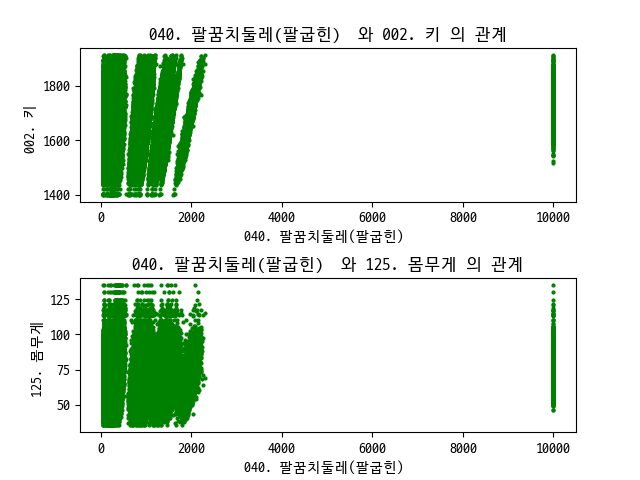 040. 팔꿈치둘레(팔굽힌)  와 002. 키 의 관계
1800
1600
1400
002. 키
0 2000 4000 6000 8000 10000
040. 팔꿈치둘레(팔굽힌)
040. 팔꿈치둘레(팔굽힌)  와 125. 몸무게 의 관계
125
100
75
50
125. 몸무게
0 2000 4000 6000 8000 10000
040. 팔꿈치둘레(팔굽힌)